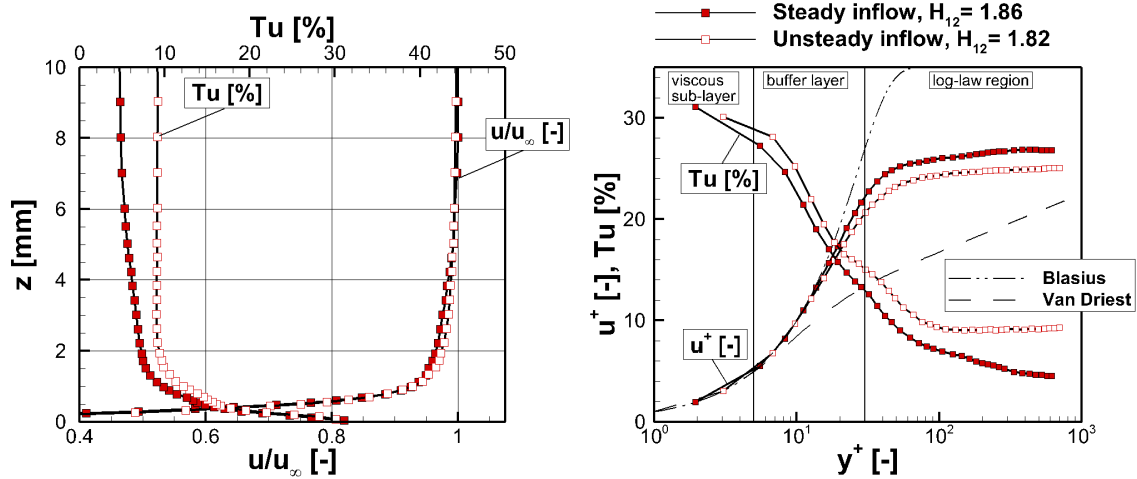 Tu [%]
0 10 20 30 40 50
10
8
6
4
2
0
z [mm]
Tu [%]
u/u∞ [-]
0.4 0.6 0.8 1
u/u∞ [-]
Steady inflow, H12= 1.86
Unsteady inflow, H12= 1.82
viscous
sub-layer
buffer layer
log-law region
30
20
10
0
u+ [-], Tu [%]
Tu [%]
u+ [-]
Blasius
Van Driest
10^0 10^1 10^2 10^3
y+ [-]